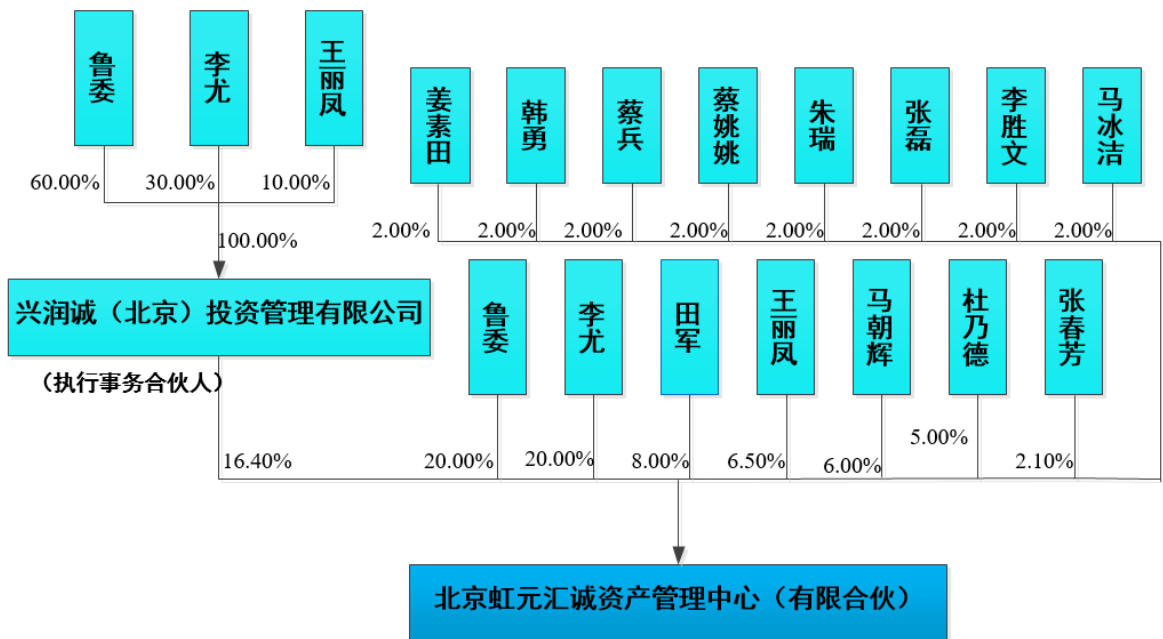 鲁委
李尤
王丽凤
姜素田
韩勇
蔡兵
蔡姚姚
朱瑞
张磊
李胜文
马冰洁
60.00%
30.00%
10.00%
2.00%
2.00%
2.00%
2.00%
2.00%
2.00%
2.00%
2.00%
100.00%
兴润诚（北京）投资管理有限公司
（执行事务合伙人）
鲁委
李尤
田军
王丽凤
马朝辉
杜乃德
张春芳
16.40%
20.00%
20.00%
8.00%
6.50%
6.00%
5.00%
2.10%
北京虹元汇诚资产管理中心（有限合伙）